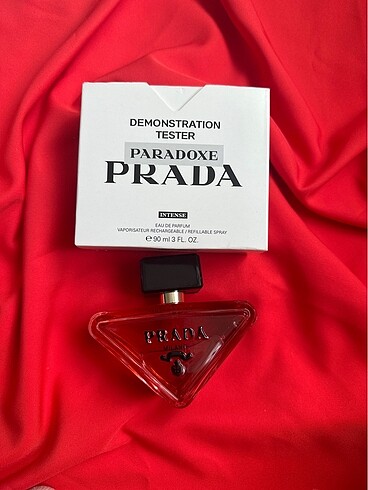 DEMONSTRATION
TESTER
PARADOXE
PRADA
INTENSE
EAU DE PARFUM
VAPORISATEUR RECHARGEABLE / REFILLABLE SPRAY
℮ 90 ml 3 FL. OZ.
PRADA